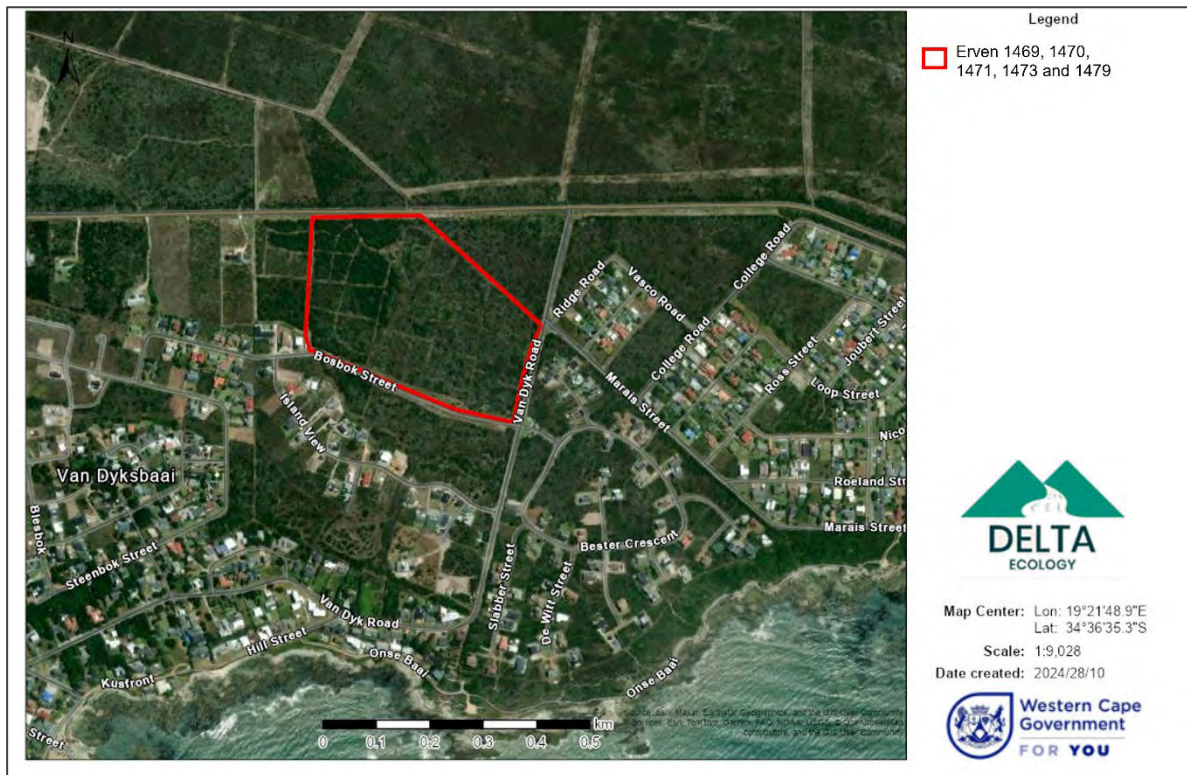 N
Ridge Road
Vasco Road
College Road
College Road
Joubert Street
Ross Street
Loop Street
Nico
Marais Street
Roeland Str
Marais Street
Bosbok Street
Van Dyk Road
Island View
Van Dyksbaai
Blesbok
Steenbok Street
Bester Crescent
Slabber Street
De Witt Street
Van Dyk Road
Hill Street
Onse Baai
Onse Baai
Kusfront
Street
km
0 0.1 0.2 0.3 0.4 0.5
Legend
Erven 1469, 1470,
1471, 1473 and 1479
DELTA
ECOLOGY
Map Center: Lon: 19°21'48.9"E
Lat: 34°36'35.3"S
Scale: 1:9,028
Date created: 2024/28/10
Western Cape
Government
FOR YOU